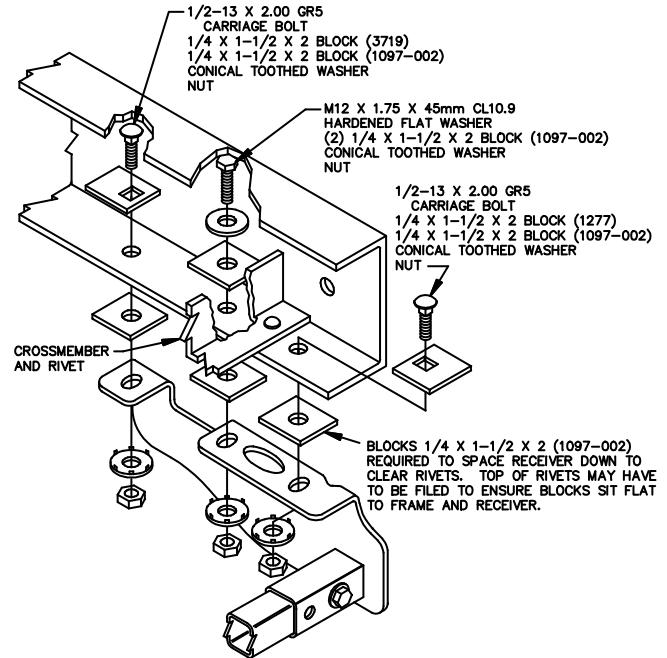 1/2-13 X 2.00 GR5
CARRIAGE BOLT
1/4 X 1-1/2 X 2 BLOCK (3719)
1/4 X 1-1/2 X 2 BLOCK (1097-002)
CONICAL TOOTHED WASHER
NUT
M12 X 1.75 X 45mm CL10.9
HARDENED FLAT WASHER
(2) 1/4 X 1-1/2 X 2 BLOCK (1097-002)
CONICAL TOOTHED WASHER
NUT
1/2-13 X 2.00 GR5
CARRIAGE BOLT
1/4 X 1-1/2 X 2 BLOCK (1277)
1/4 X 1-1/2 X 2 BLOCK (1097-002)
CONICAL TOOTHED WASHER
NUT
CROSSMEMBER
AND RIVET
BLOCKS 1/4 X 1-1/2 X 2 (1097-002)
REQUIRED TO SPACE RECEIVER DOWN TO
CLEAR RIVETS.  TOP OF RIVETS MAY HAVE
TO BE FILED TO ENSURE BLOCKS SIT FLAT
TO FRAME AND RECEIVER.